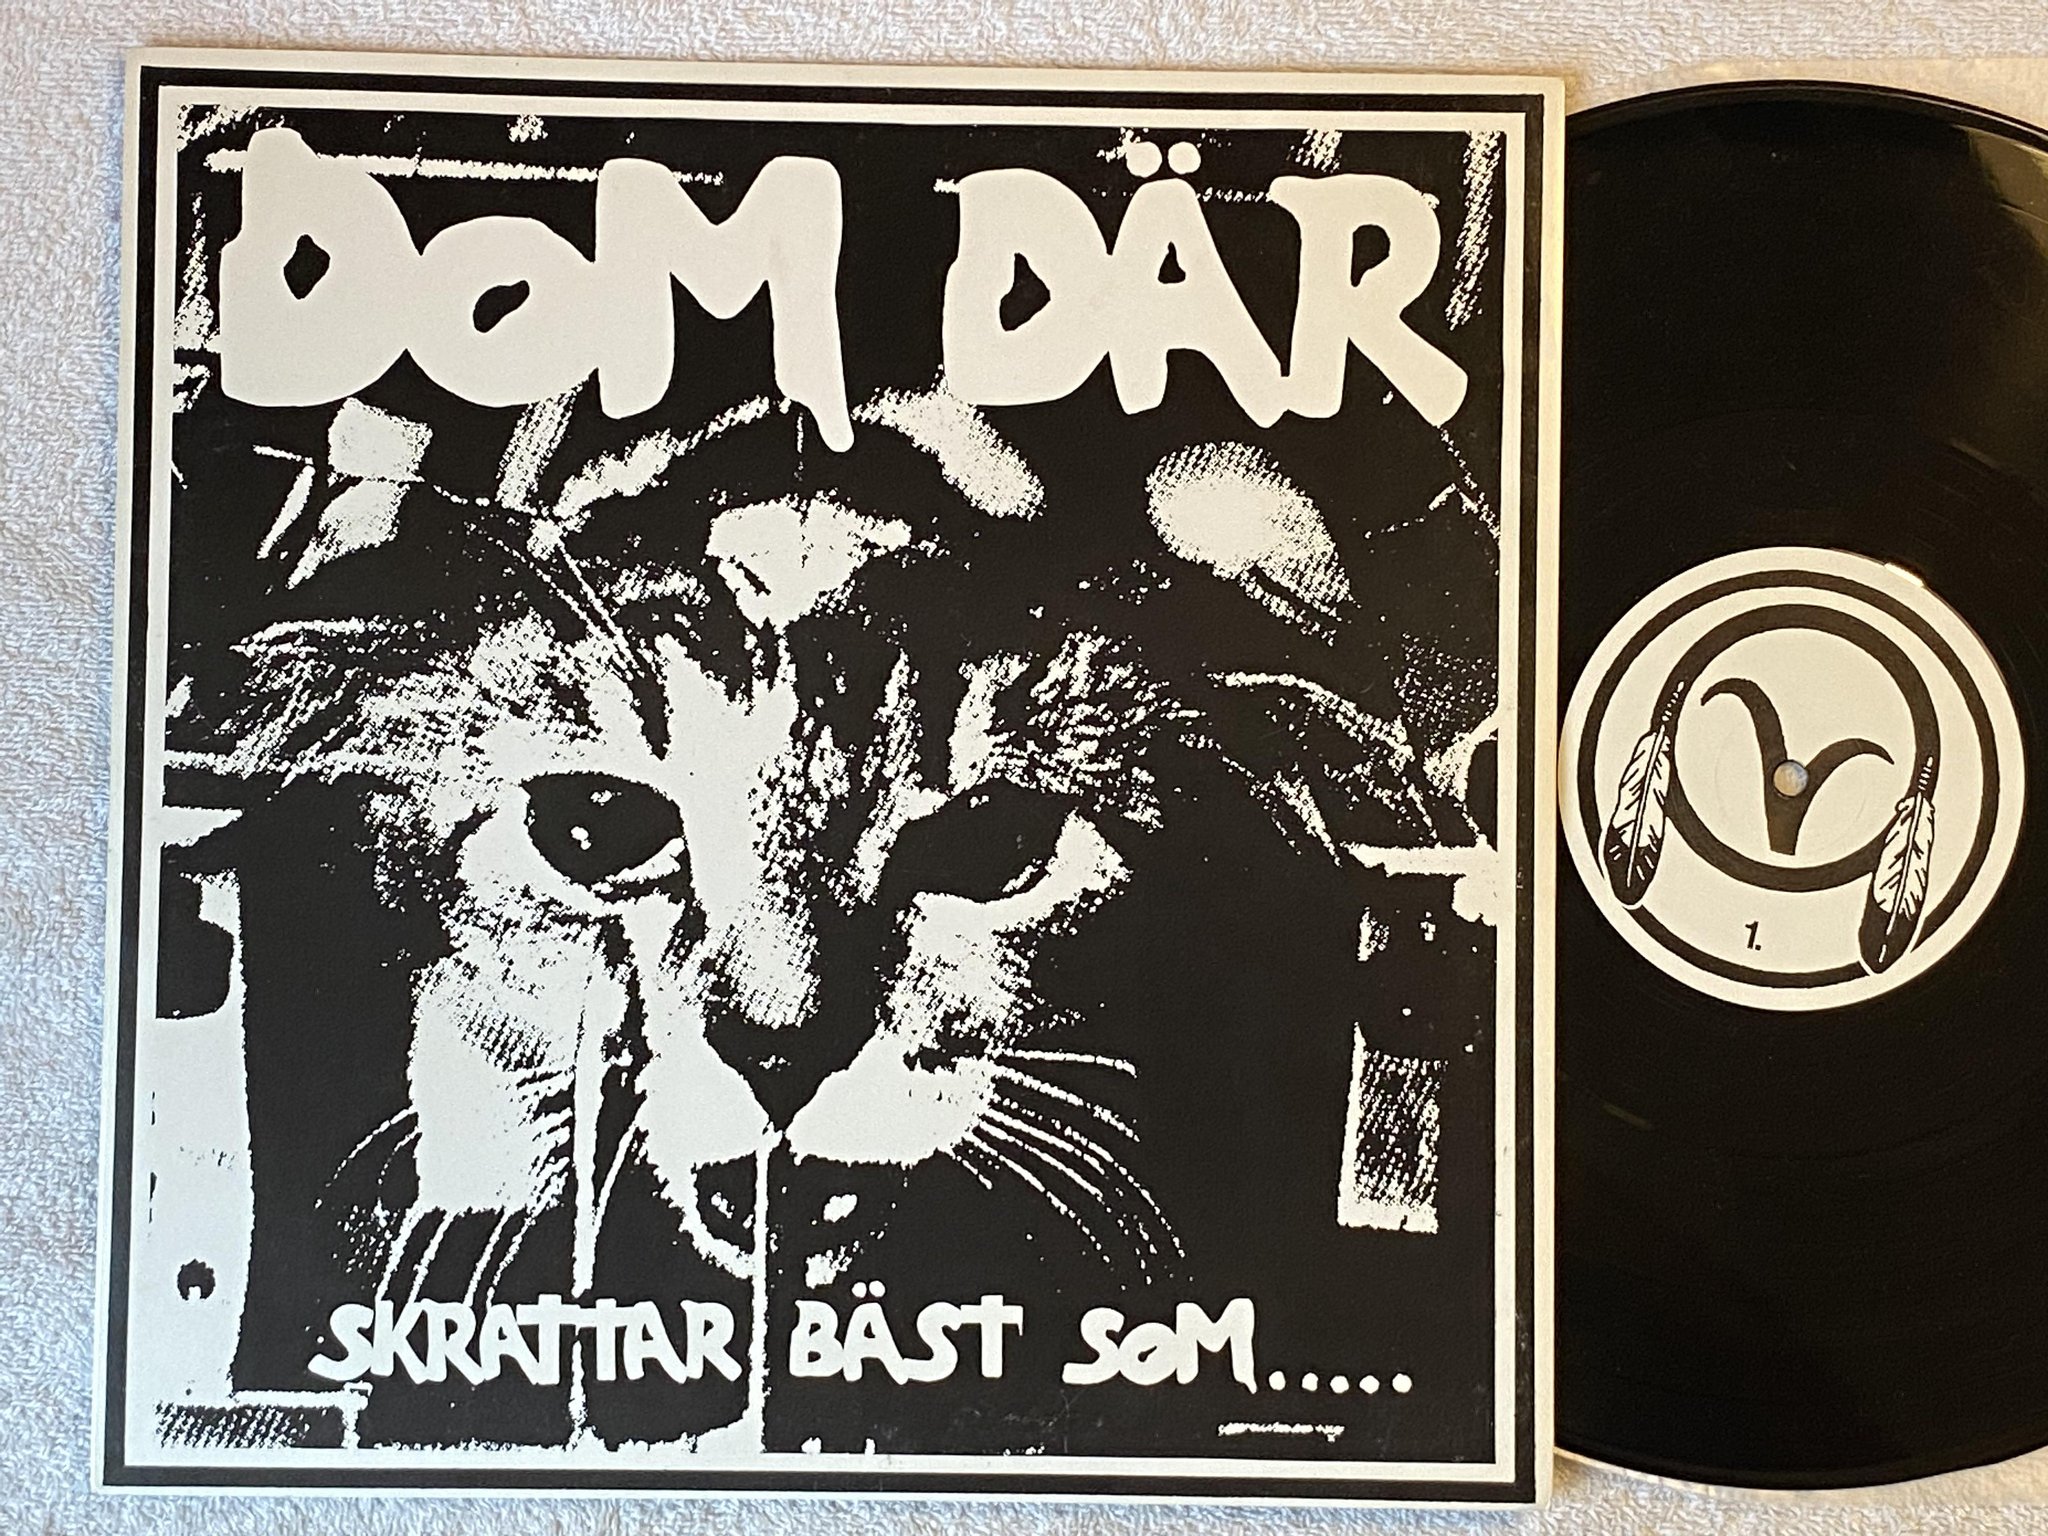 DOM DÄR
SKRATTAR BÄST SOM.....
1.